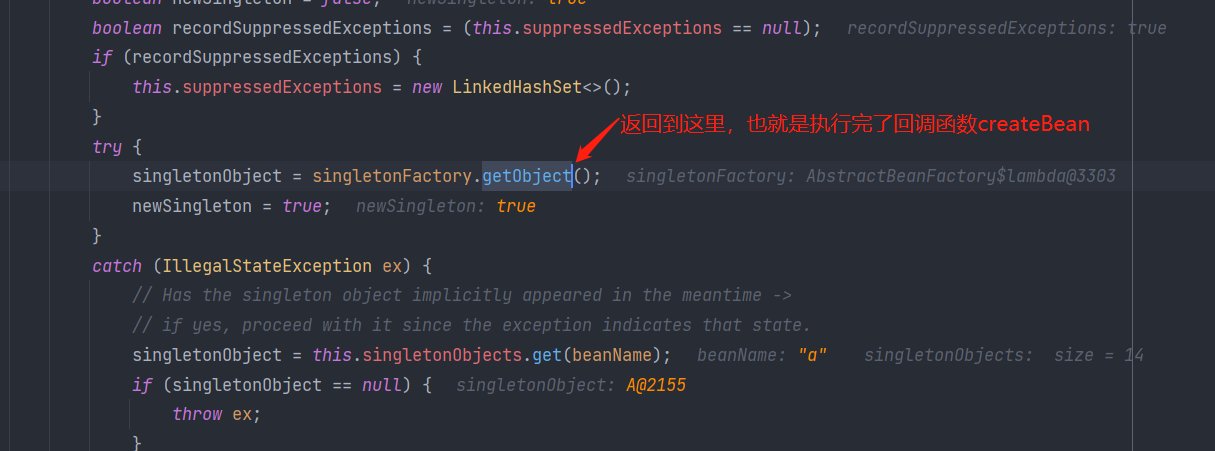 boolean newSingleton = false;  newSingleton: true
boolean recordSuppressedExceptions = (this.suppressedExceptions == null);  recordSuppressedExceptions: true
if (recordSuppressedExceptions) {
this.suppressedExceptions = new LinkedHashSet<>();
}
返回到这里，也就是执行完了回调函数createBean
try {
singletonObject = singletonFactory.getObject();  singletonFactory: AbstractBeanFactory$lambda@3303
newSingleton = true;  newSingleton: true
}
catch (IllegalStateException ex) {
// Has the singleton object implicitly appeared in the meantime ->
// if yes, proceed with it since the exception indicates that state.
singletonObject = this.singletonObjects.get(beanName);  beanName: "a"  singletonObjects:  size = 14
if (singletonObject == null) {  singletonObject: A@2155
throw ex;
}